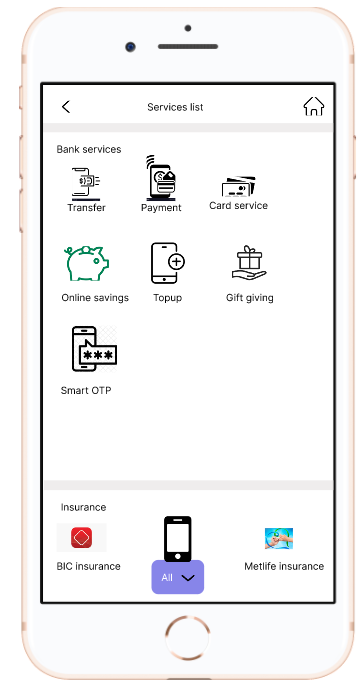 Services list
Bank services
Transfer Payment Card service
Online savings Topup Gift giving
***
Smart OTP
Insurance
BIC insurance Metlife insurance
All